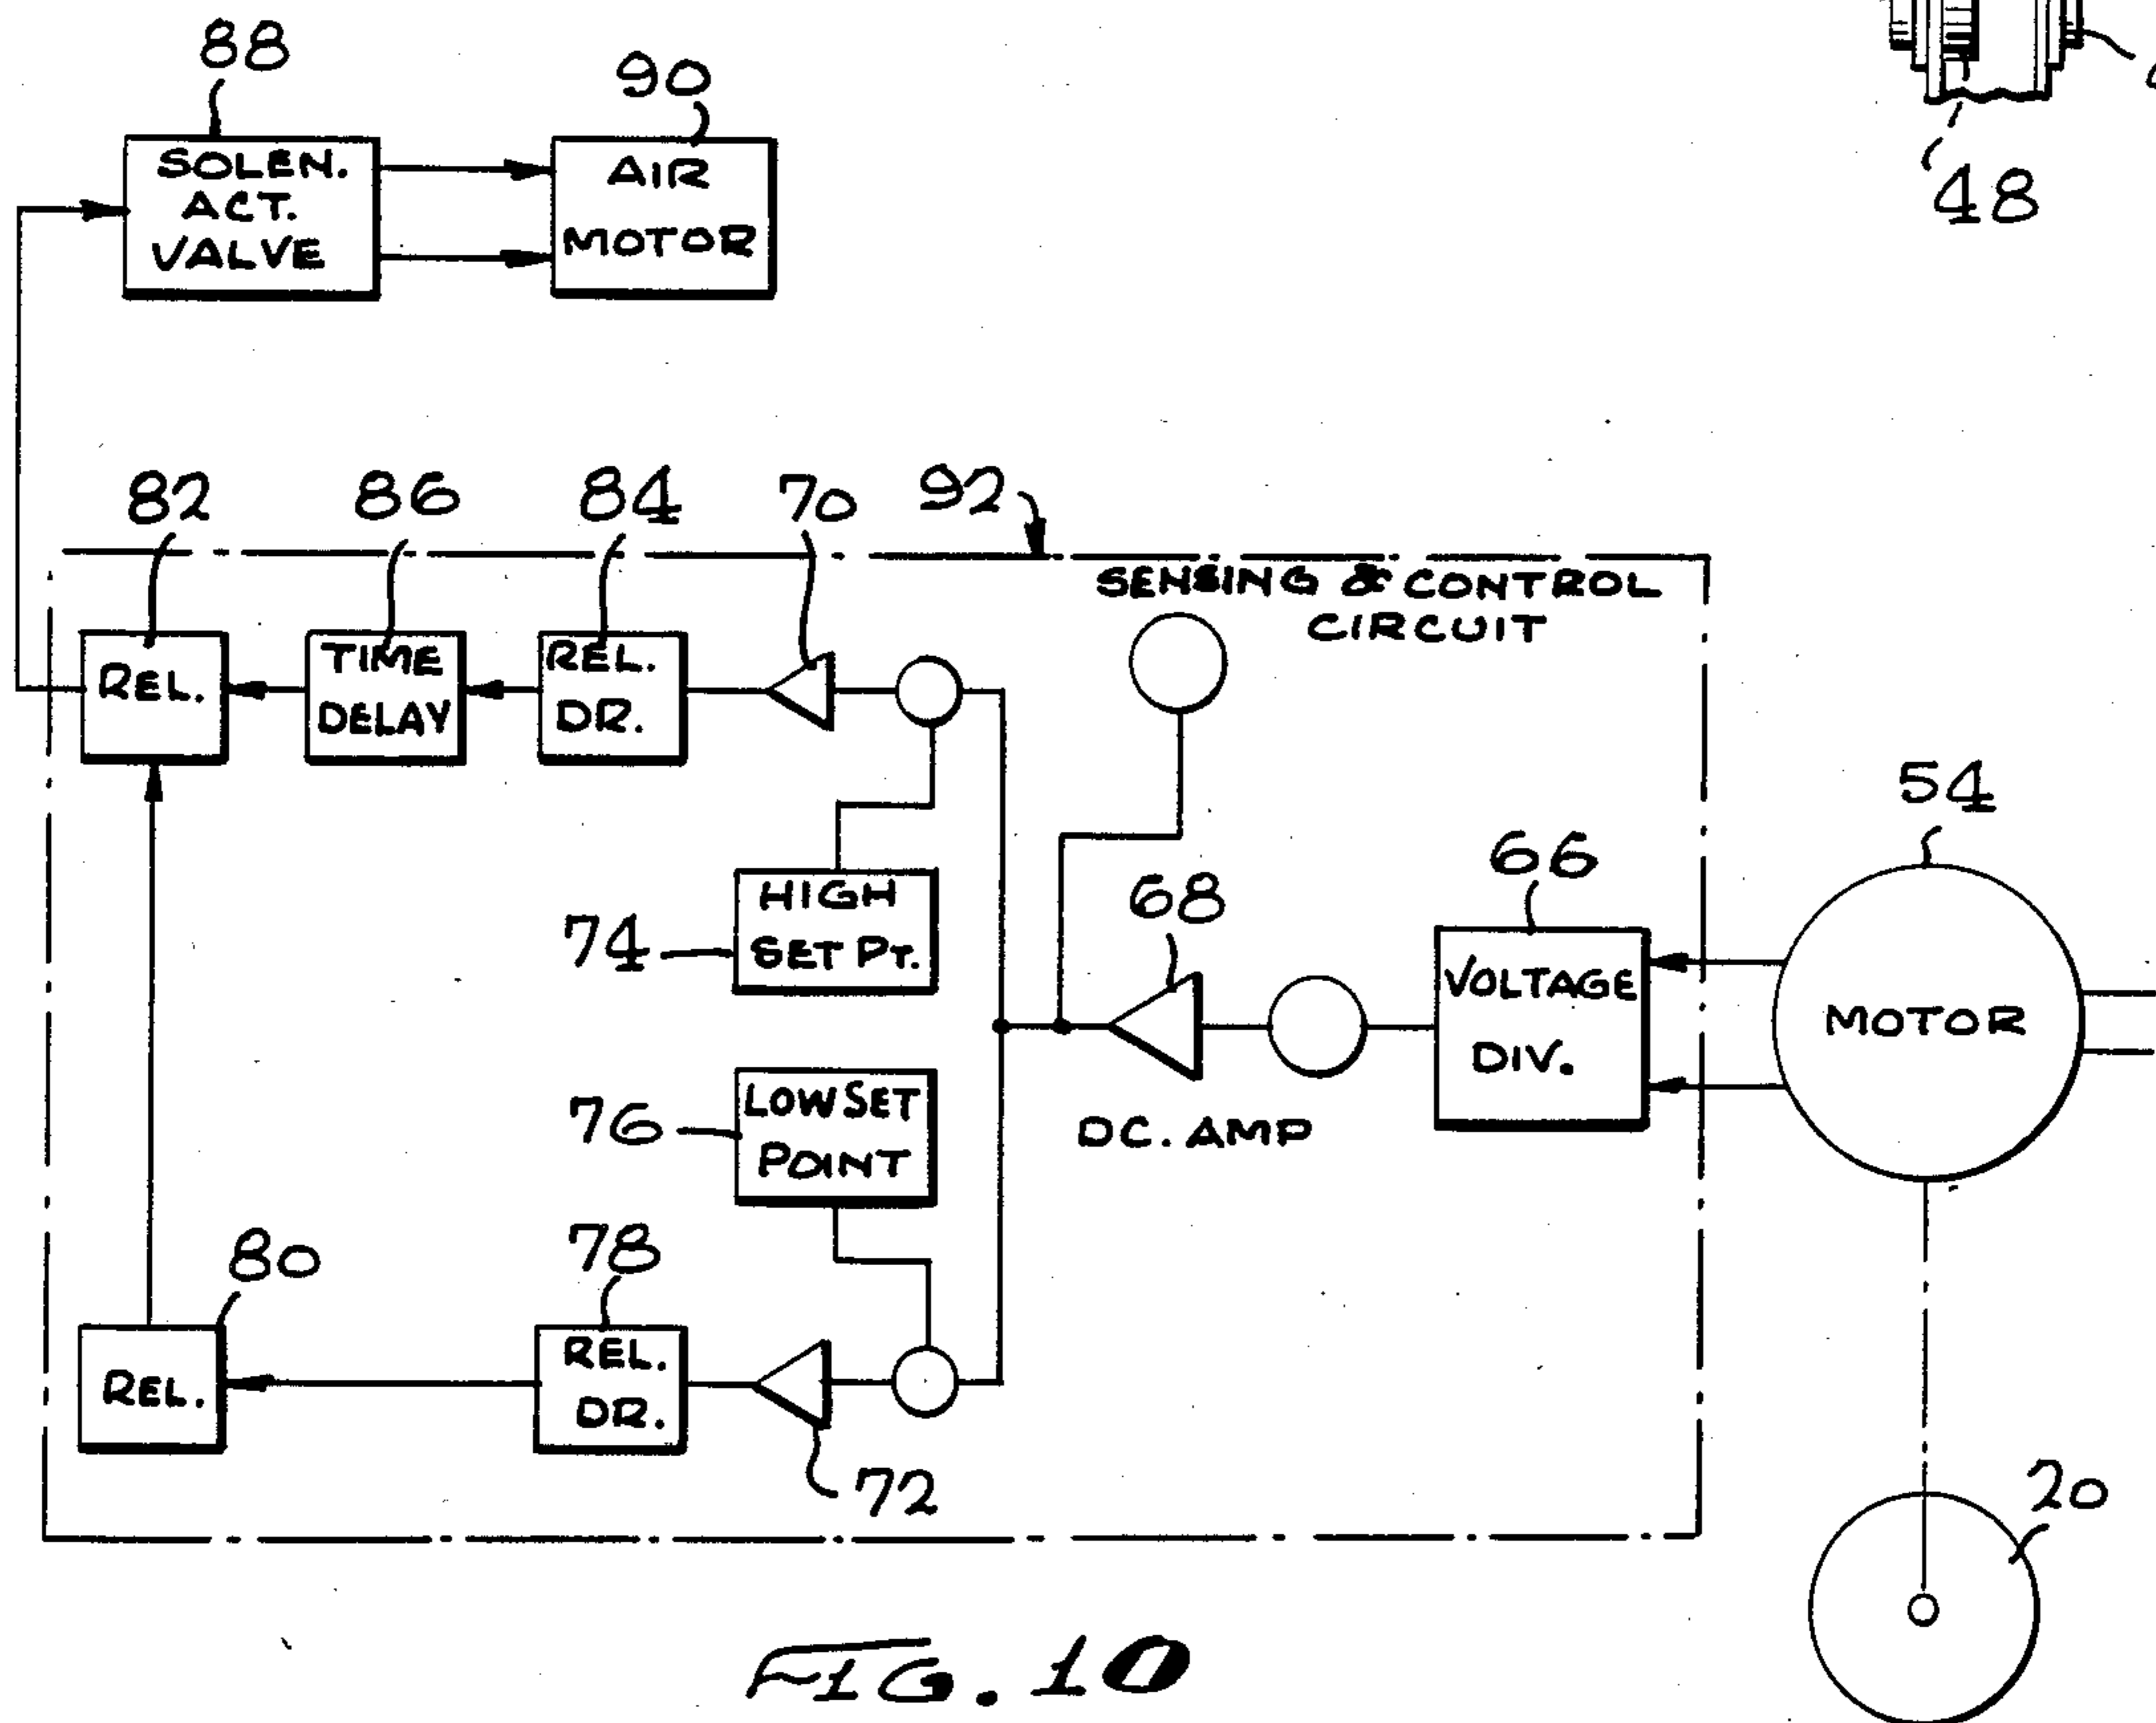 88
90
SOLEN.
ACT.
VALVE
AIR
MOTOR
48
82
86
84
70
92
SENSING & CONTROL
CIRCUIT
REL.
TIME
DELAY
REL.
DR.
54
66
68
HIGH
SET PT.
74
VOLTAGE
DIV.
MOTOR
LOW SET
POINT
76
DC. AMP
78
80
REL.
DR.
REL.
72
20
FIG. 10